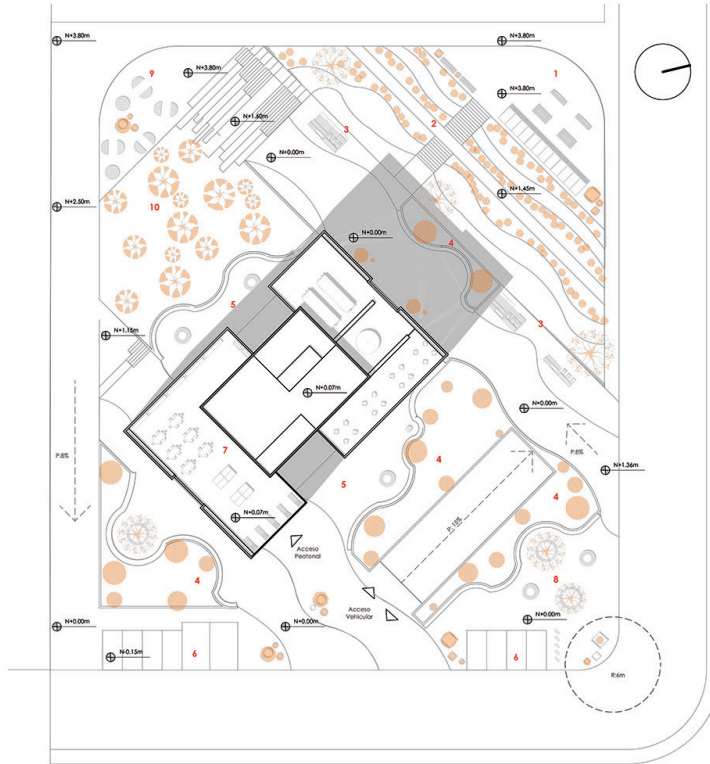 N+3.80m
N+3.80m
9
N+3.80m
1
N+3.80m
N+1.60m
3
2
N+0.00m
N+1.45m
N+2.50m
10
N+0.00m
4
5
3
N+1.15m
N+0.07m
N+0.00m
7
4
P:8%
P:8%
N+1.36m
5
4
N+0.07m
P: 15%
Acceso
Peatonal
4
8
Acceso
Vehicular
N+0.00m
N+0.00m
N+0.00m
6
N-0.15m
6
R:6m